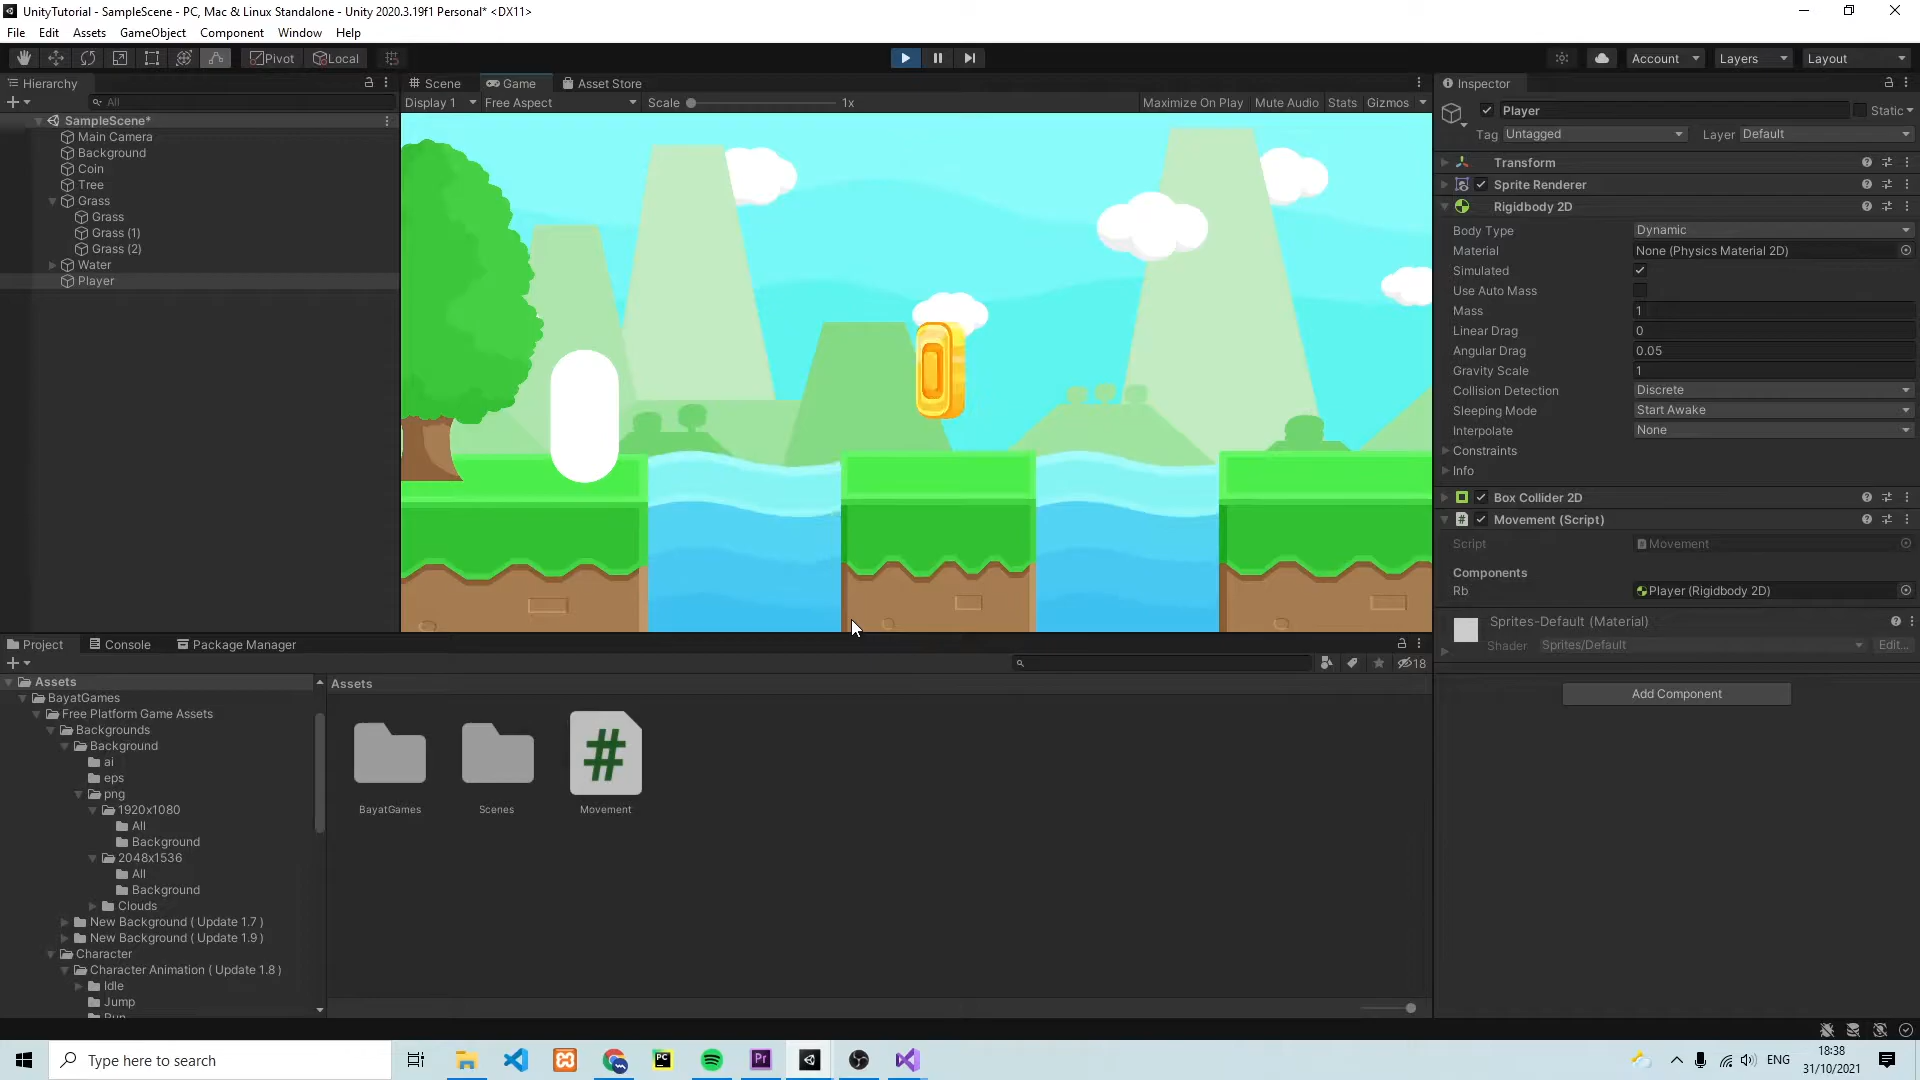 UnityTutorial - SampleScene - PC, Mac & Linux Standalone - Unity 2020.3.19f1 Personal* <DX11>
File Edit Assets GameObject Component Window Help
Pivot Local Account Layers Layout
Hierarchy
All
SampleScene*
Main Camera
Background
Coin
Tree
Grass
Grass
Grass (1)
Grass (2)
Water
Player
Scene Game Asset Store
Display 1 Free Aspect Scale 1x Maximize On Play Mute Audio Stats Gizmos
Inspector
Player Static
Tag Untagged Layer Default
Transform
Sprite Renderer
Rigidbody 2D
Body Type Dynamic
Material None (Physics Material 2D)
Simulated
Use Auto Mass
Mass 1
Linear Drag 0
Angular Drag 0.05
Gravity Scale 1
Collision Detection Discrete
Sleeping Mode Start Awake
Interpolate None
Constraints
Info
Box Collider 2D
Movement (Script)
Script Movement
Components
Rb Player (Rigidbody 2D)
Sprites-Default (Material)
Shader Sprites/Default Edit...
Add Component
Project Console Package Manager
18
Assets
BayatGames
Free Platform Game Assets
Backgrounds
Background
ai
eps
png
1920x1080
All
Background
2048x1536
All
Background
Clouds
New Background ( Update 1.7 )
New Background ( Update 1.9 )
Character
Character Animation ( Update 1.8 )
Idle
Jump
Run
Assets
BayatGames Scenes Movement
Type here to search
ENG
18:38
31/10/2021